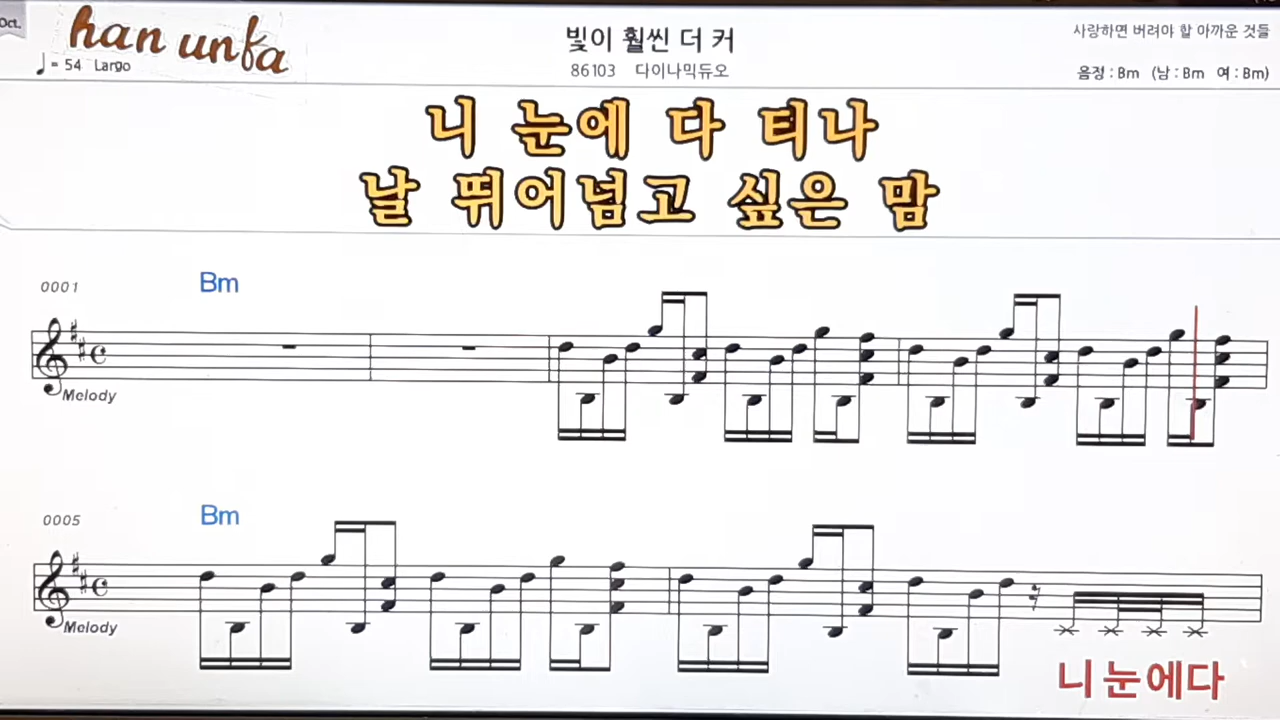 Oct.
han unfa
♩= 54 Largo
빛이 훨씬 더 커
86103 다이나믹듀오
사랑하면 버려야 할 아까운 것들
음정 : Bm (남 : Bm 여 : Bm)
니 눈에 다 티나
날 뛰어넘고 싶은 맘
0001
Bm
Melody
0005
Bm
Melody
니 눈에다